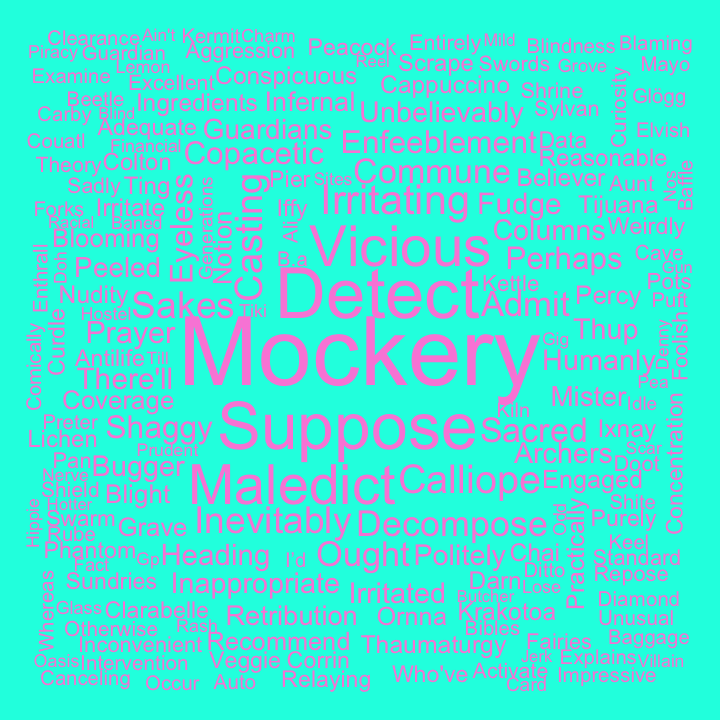 Clearance Ain't Kermit Charm
Piracy Guardian Aggression Peacock Entirely Mild Blindness Blaming
Lemon Reel Scrape Swords Grove Mayo
Examine Excellent Conspicuous Cappuccino Shrine
Beetle Ingredients Infernal Unbelievably Sylvan Curiosity Glögg
Carby Blind
Adequate Guardians Enfeeblement Data Elvish
Couatl Financial Copacetic Commune Reasonable
Theory Colton Pier Sites Believer Aunt Nos Baffle
Sadly Ting Eyeless Generations Casting Irritating Fudge Tijuana
Forks Irritate Notion Iffy
Racial Baned Ali Vicious Columns Weirdly
Blooming B.a Perhaps Cave
Enthrall Doh Peeled Detect Kettle Gun
Nudity Sakes Admit Percy Pots Puft
Hostel Tiki
Comically Curdle Prayer Mockery Gig Thup Foolish
Antilife Till Humanly Denny
There'll Pea
Coverage Mister Idle
Preter Shaggy Suppose Kiln Sacred Ixnay Concentration
Lichen Prudent Archers Scar
Pan Bugger Maledict Calliope Engaged Doot
Nerve
Shield Blight Shite
Hotter Inevitably Decompose Oud Practically Purely
Hippie Swarm Grave
Rube Keel
Phantom Gp Heading I'd Ought Politely Chai Standard
Fact Ditto Repose
Sundries Inappropriate Irritated Darn Lose
Whereas Butcher Diamond
Glass Clarabelle Retribution Ornna Krakotoa Unusual
Otherwise Rash Bibles
Inconvenient Recommend Thaumaturgy Fairies Baggage
Oasis Intervention Veggie Corrin Jerk Explains Villain
Canceling Occur Auto Relaying Who've Activate Impressive
Card